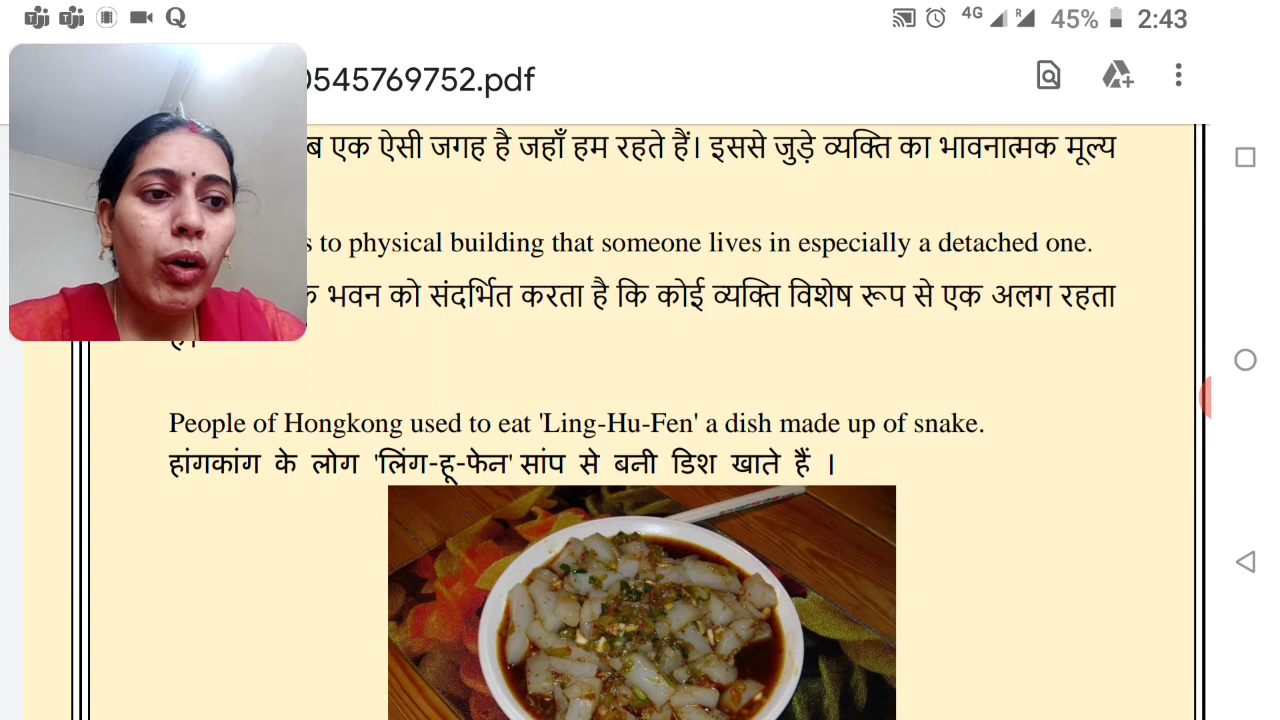 4G R 45% 2:43
0545769752.pdf
ब एक ऐसी जगह है जहाँ हम रहते हैं। इससे जुड़े व्यक्ति का भावनात्मक मूल्य
s to physical building that someone lives in especially a detached one.
क भवन को संदर्भित करता है कि कोई व्यक्ति विशेष रूप से एक अलग रहता
है।
People of Hongkong used to eat 'Ling-Hu-Fen' a dish made up of snake.
हांगकांग के लोग 'लिंग-हू-फेन' सांप से बनी डिश खाते हैं ।